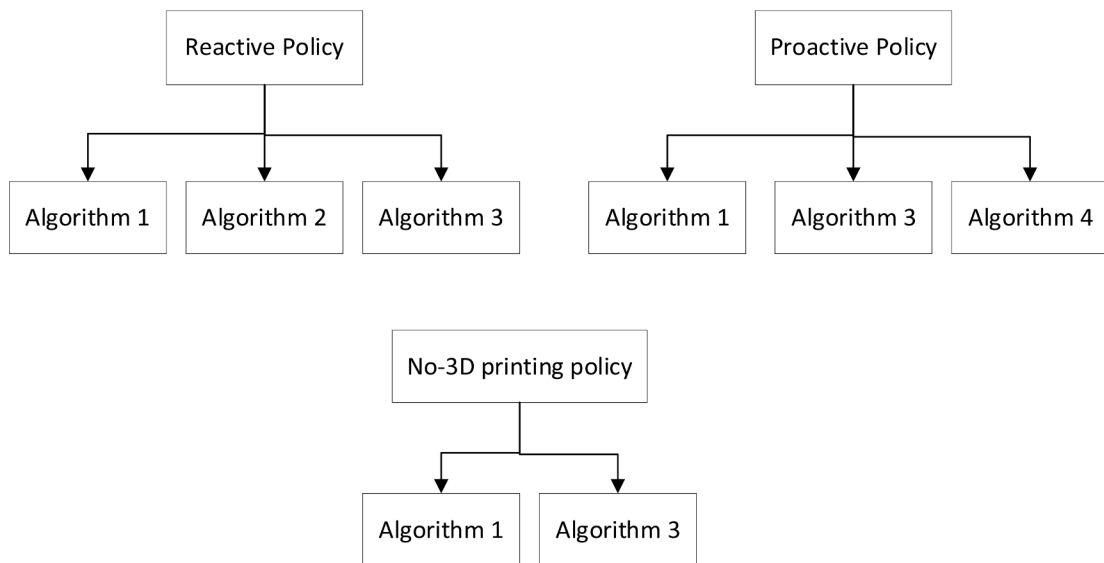 Reactive Policy
Proactive Policy
Algorithm 1
Algorithm 2
Algorithm 3
Algorithm 1
Algorithm 3
Algorithm 4
No-3D printing policy
Algorithm 1
Algorithm 3